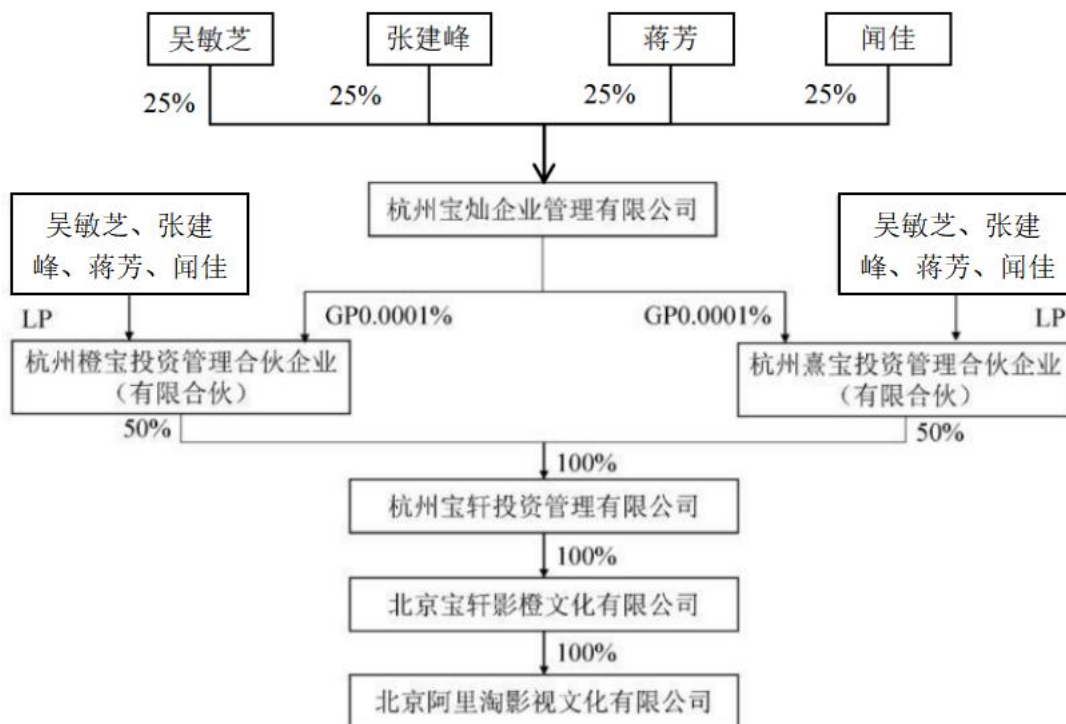 吴敏芝
张建峰
蒋芳
闻佳
25%
25%
25%
25%
杭州宝灿企业管理有限公司
吴敏芝、张建
峰、蒋芳、闻佳
吴敏芝、张建
峰、蒋芳、闻佳
LP
GP0.0001%
GP0.0001%
LP
杭州橙宝投资管理合伙企业
（有限合伙）
杭州熹宝投资管理合伙企业
（有限合伙）
50%
50%
100%
杭州宝轩投资管理有限公司
100%
北京宝轩影橙文化有限公司
100%
北京阿里淘影视文化有限公司